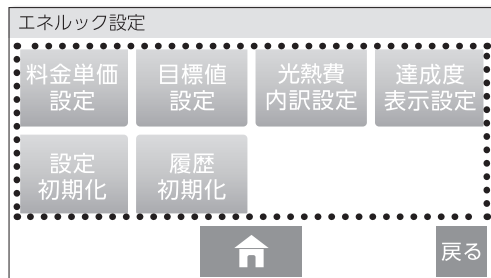 エネルック設定
料金単価
設定
目標値
設定
光熱費
内訳設定
達成度
表示設定
設定
初期化
履歴
初期化
戻る